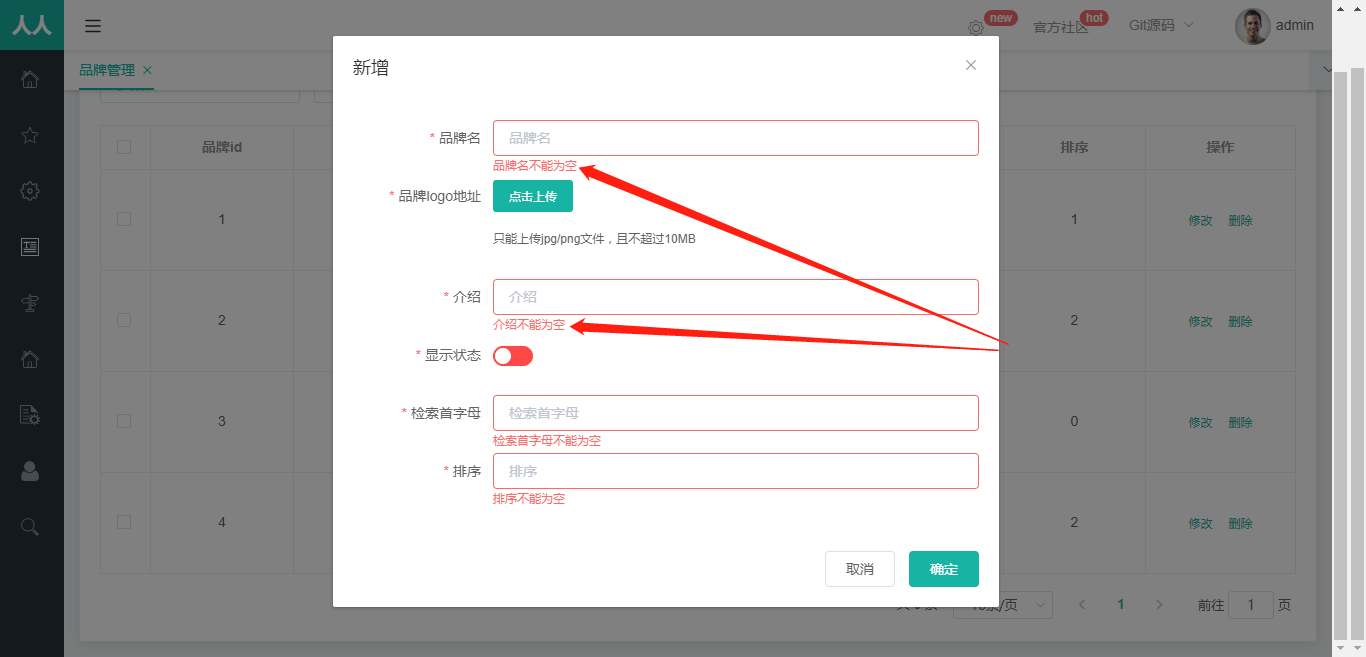 人人
new
官方社区
hot
Git源码
admin
品牌管理
新增
* 品牌名
品牌名
品牌名不能为空
* 品牌logo地址
点击上传
只能上传jpg/png文件，且不超过10MB
* 介绍
介绍
介绍不能为空
* 显示状态
* 检索首字母
检索首字母
检索首字母不能为空
* 排序
排序
排序不能为空
取消
确定
品牌id
排序
操作
1
1
修改 删除
2
2
修改 删除
3
0
修改 删除
4
2
修改 删除
条/页
1
前往 1 页